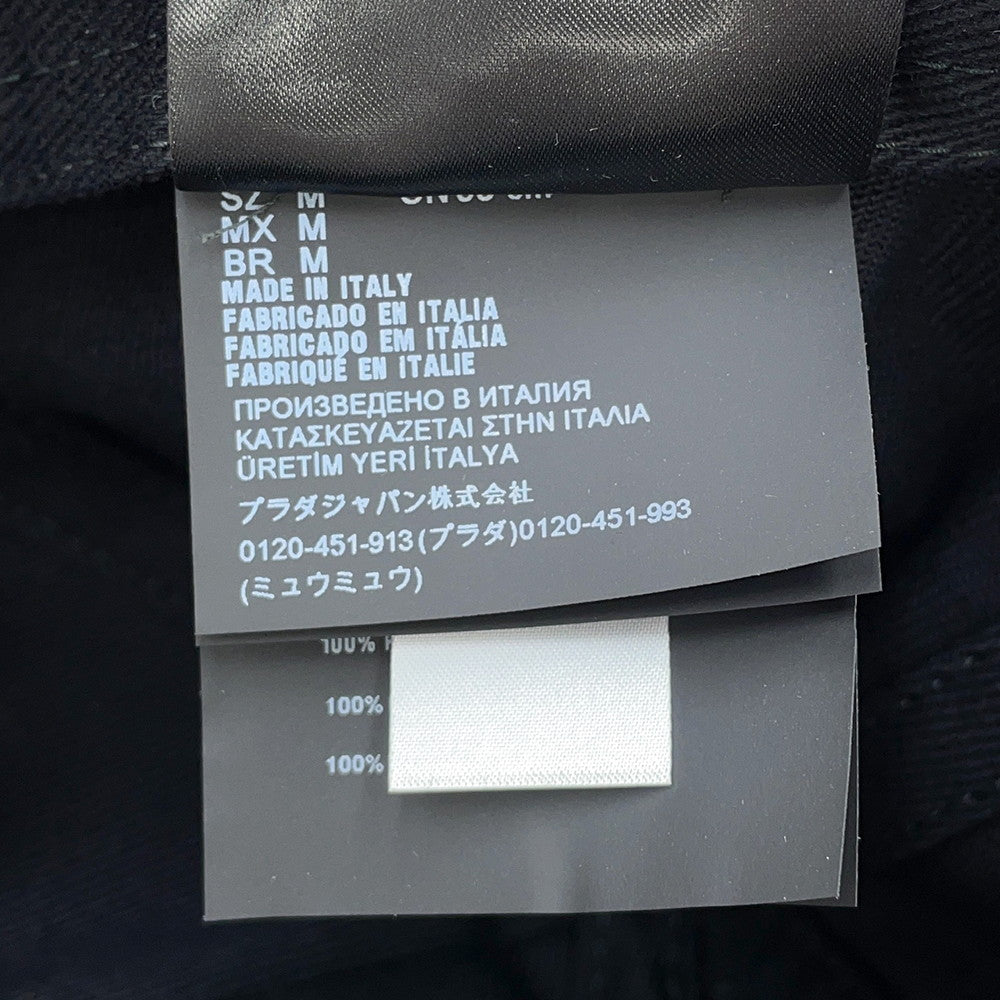 SZ M
MX M
BR M
MADE IN ITALY
FABRICADO EN ITALIA
FABRICADO EM ITÁLIA
FABRIQUÉ EN ITALIE
ПРОИЗВЕДЕНО В ИТАЛИЯ
ΚΑΤΑΣΚΕΥΑΖΕΤΑΙ ΣΤΗΝ ΙΤΑΛΙΑ
ÜRETİM YERİ İTALYA
プラダジャパン株式会社
0120-451-913(プラダ)0120-451-993
(ミュウミュウ)
100%
100%
100%